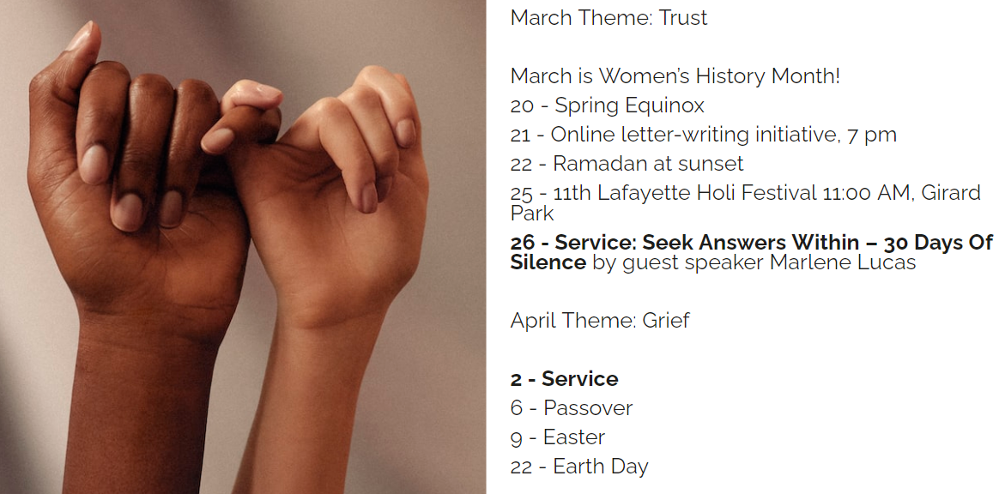 March Theme: Trust
March is Women’s History Month!
20 - Spring Equinox
21 - Online letter-writing initiative, 7 pm
22 - Ramadan at sunset
25 - 11th Lafayette Holi Festival 11:00 AM, Girard
Park
26 - Service: Seek Answers Within – 30 Days Of
Silence by guest speaker Marlene Lucas
April Theme: Grief
2 - Service
6 - Passover
9 - Easter
22 - Earth Day